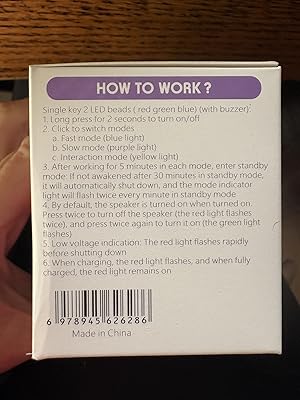 HOW TO WORK ?
Single key 2 LED beads ( red green blue) (with buzzer):
1. Long press for 2 seconds to turn on/off
2. Click to switch modes
a. Fast mode (blue light)
b. Slow mode (purple light)
c. Interaction mode (yellow light)
3. After working for 5 minutes in each mode, enter standby
mode: If not awakened after 30 minutes in standby mode,
it will automatically shut down, and the mode indicator
light will flash twice every minute in standby mode
4. By default, the speaker is turned on when turned on.
Press twice to turn off the speaker (the red light flashes
twice), and press twice again to turn it on (the green light
flashes)
5. Low voltage indication: The red light flashes rapidly
before shutting down
6. When charging, the red light flashes, and when fully
charged, the red light remains on
6 978945 626286
Made in China